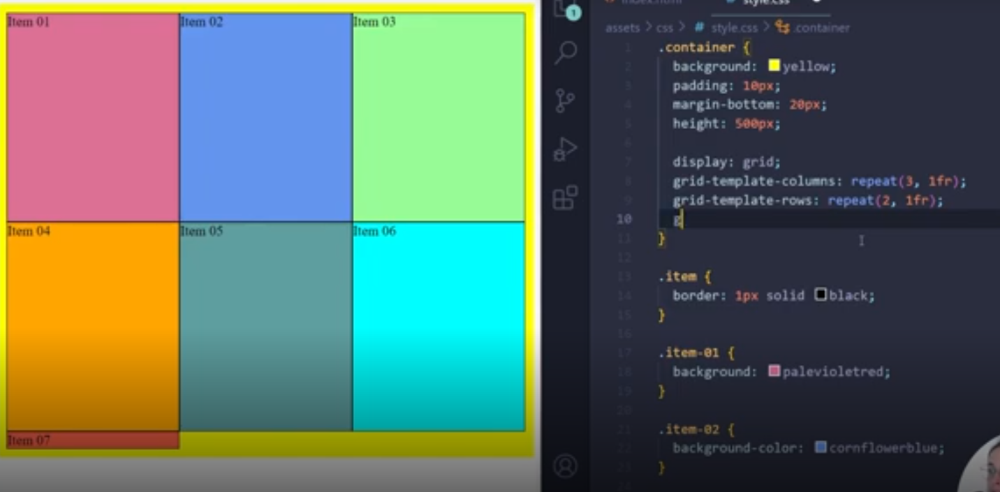 Item 01
Item 02
Item 03
Item 04
Item 05
Item 06
Item 07
1
index.html
# style.css
assets > css > # style.css > .container
1 .container {
2 background: yellow;
3 padding: 10px;
4 margin-bottom: 20px;
5 height: 500px;
6
7 display: grid;
8 grid-template-columns: repeat(3, 1fr);
9 grid-template-rows: repeat(2, 1fr);
10 g
11 }
12
13 .item {
14 border: 1px solid black;
15 }
16
17 .item-01 {
18 background: palevioletred;
19 }
20
21 .item-02 {
22 background-color: cornflowerblue;
23 }
24